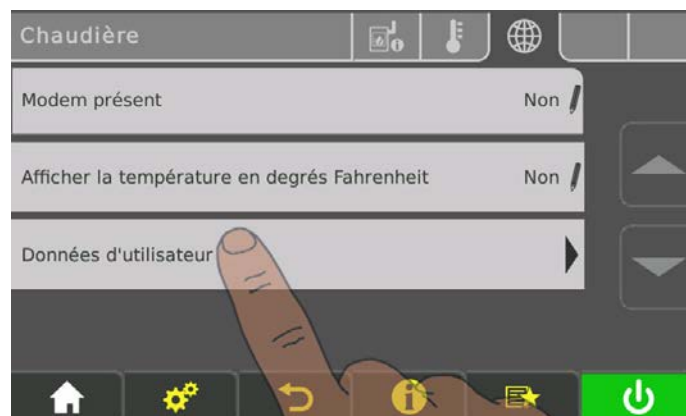 Chaudière
Modem présent Non
Afficher la température en degrés Fahrenheit Non
Données d'utilisateur